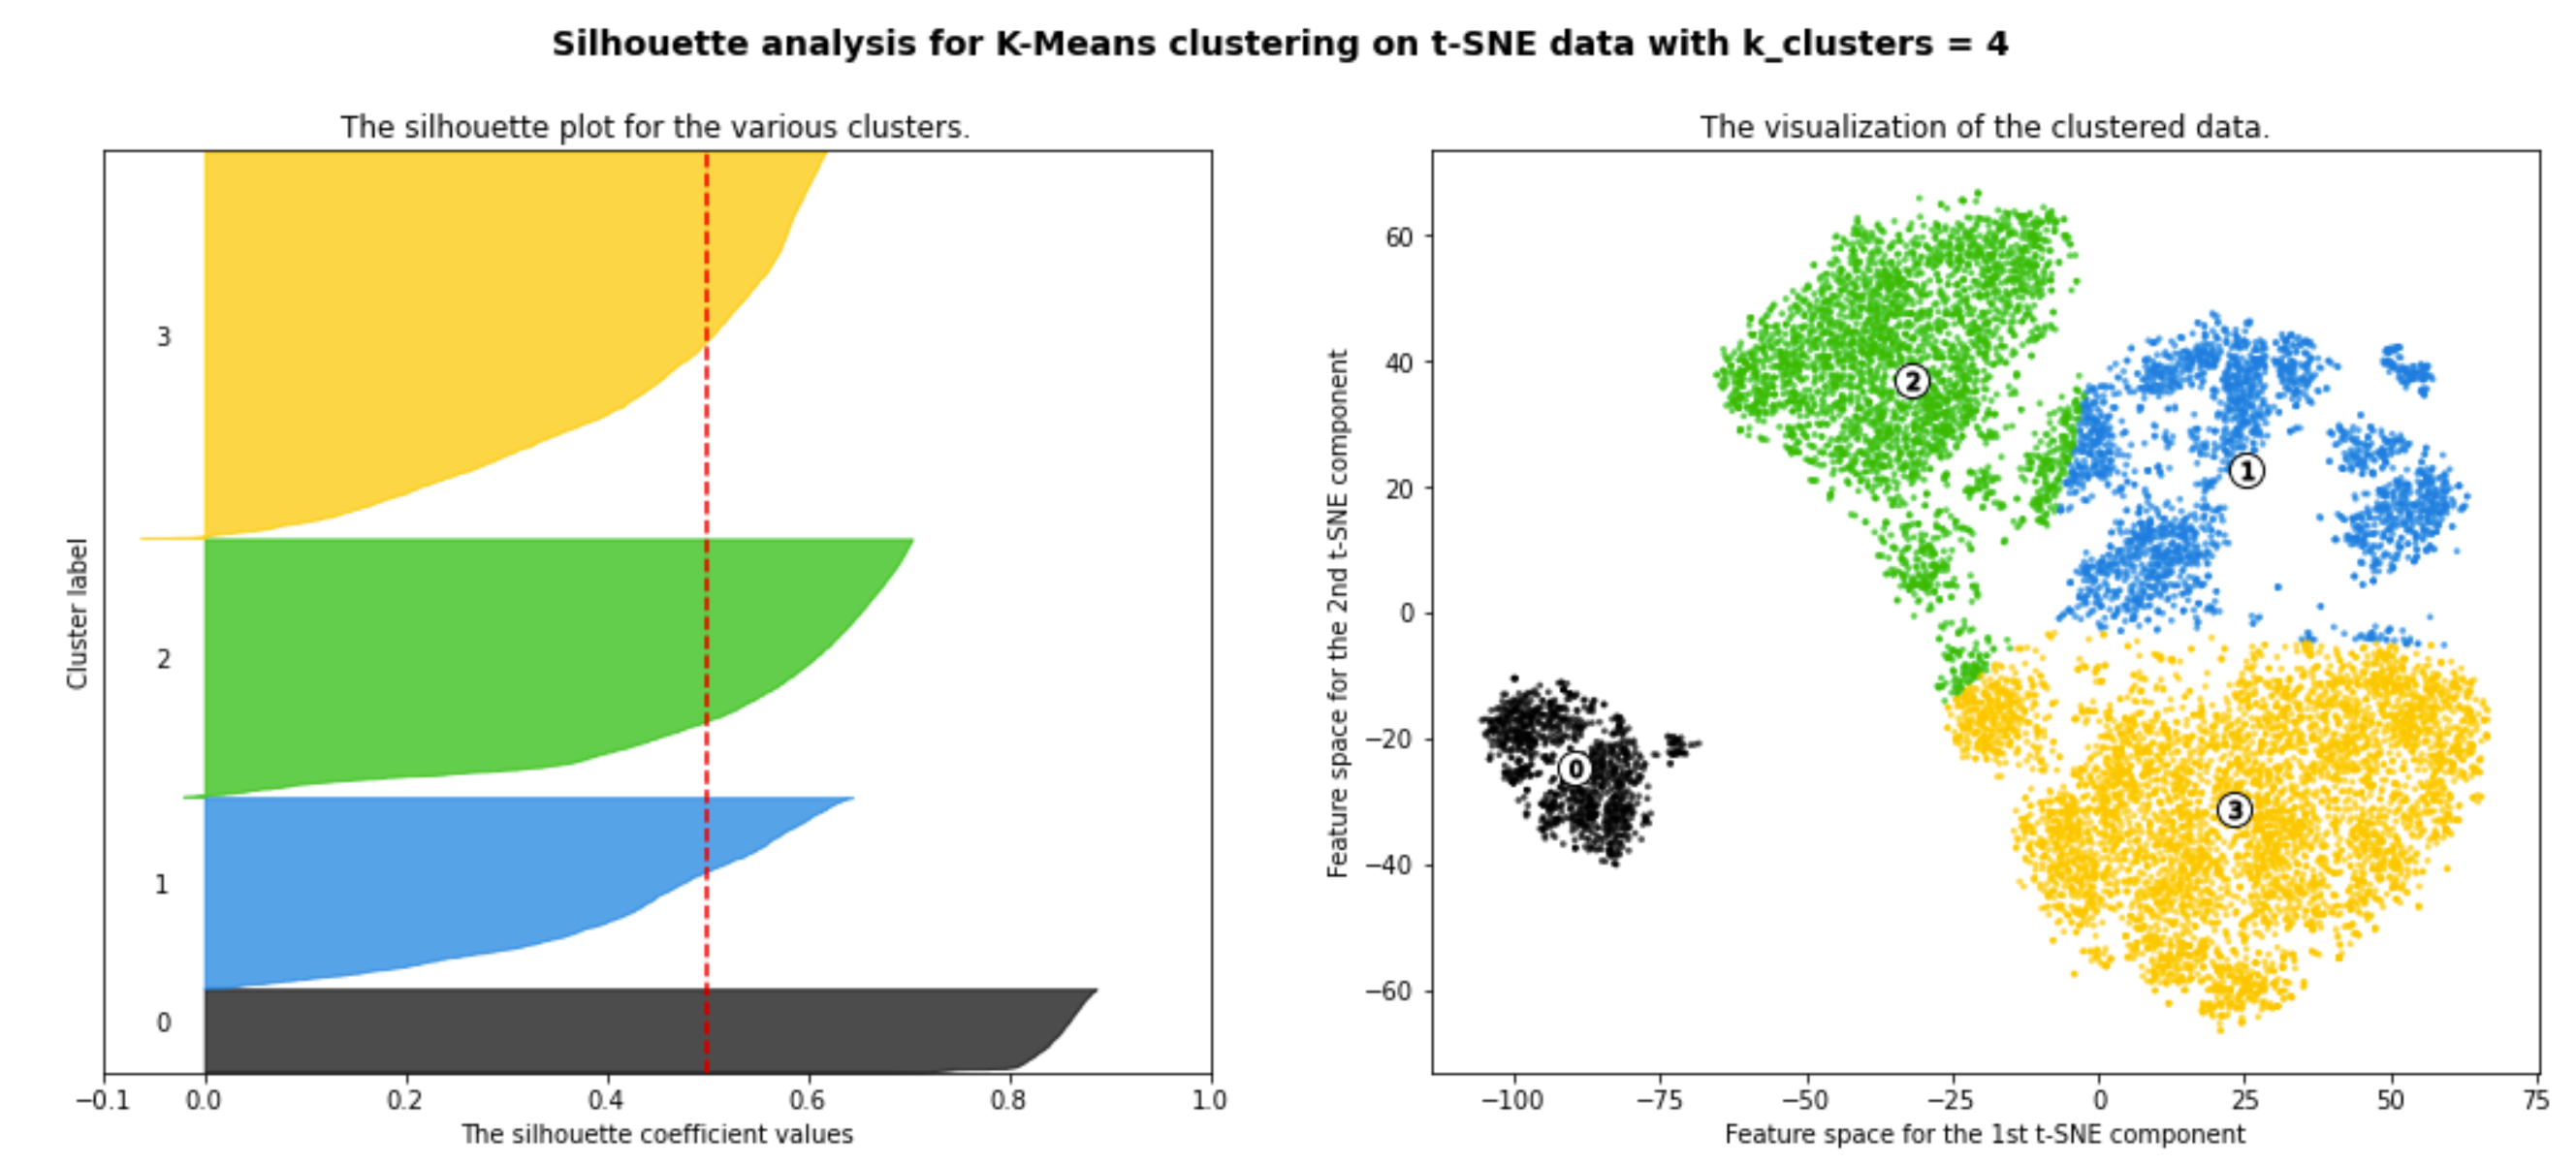 Silhouette analysis for K-Means clustering on t-SNE data with k_clusters = 4
The silhouette plot for the various clusters.
Cluster label
3
2
1
0
−0.1 0.0 0.2 0.4 0.6 0.8 1.0
The silhouette coefficient values
The visualization of the clustered data.
Feature space for the 2nd t-SNE component
60
40
20
0
−20
−40
−60
2
1
0
3
−100 −75 −50 −25 0 25 50 75
Feature space for the 1st t-SNE component